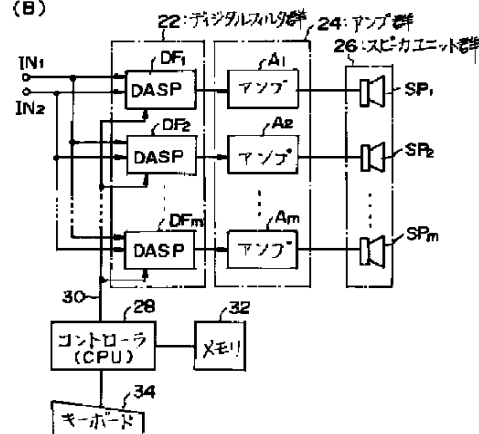 (B)
22:ディジタルフィルタ群
24:アンプ群
26:スピーカユニット群
IN1
IN2
DF1
DASP
A1
アンプ
SP1
DF2
DASP
A2
アンプ
SP2
DFm
DASP
Am
アンプ
SPm
30
28
コントローラ
(CPU)
32
メモリ
34
キーボード